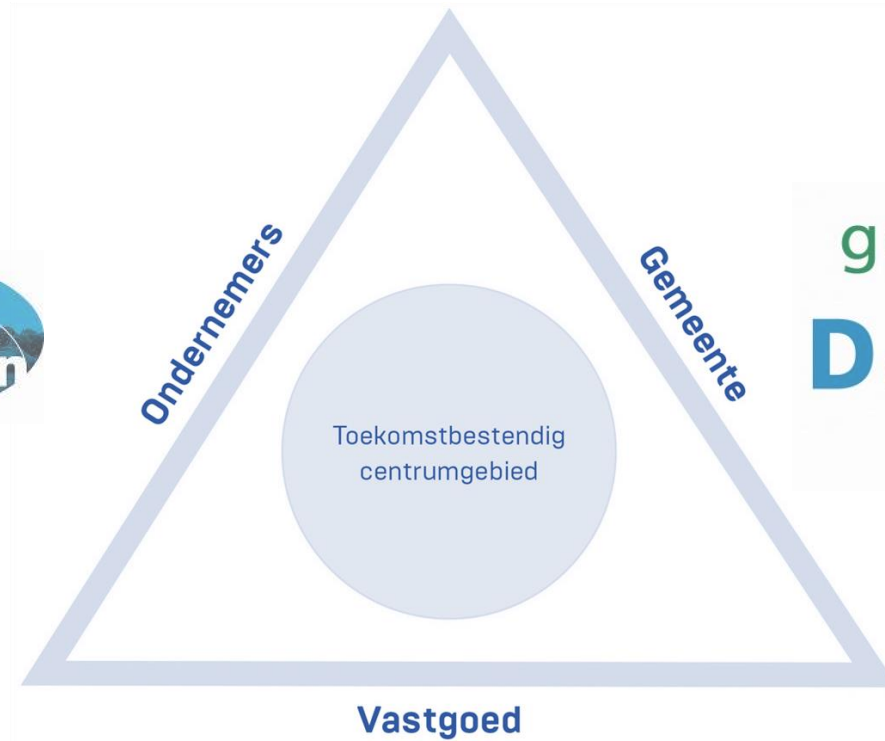 Ondernemers
Gemeente
g
D
n
Toekomstbestendig
centrumgebied
Vastgoed